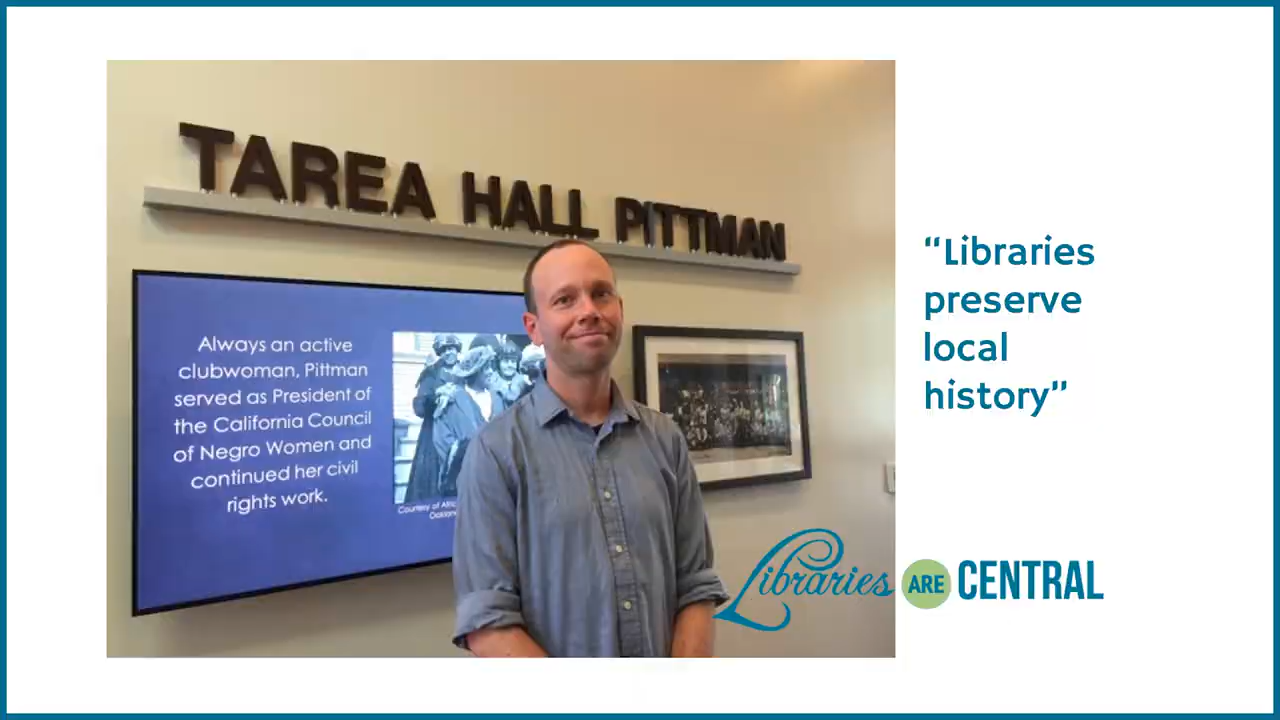 TAREA HALL PITTMAN
Always an active
clubwoman, Pittman
served as President of
the California Council
of Negro Women and
continued her civil
rights work.
Courtesy of
“Libraries
preserve
local
history”
Libraries ARE CENTRAL